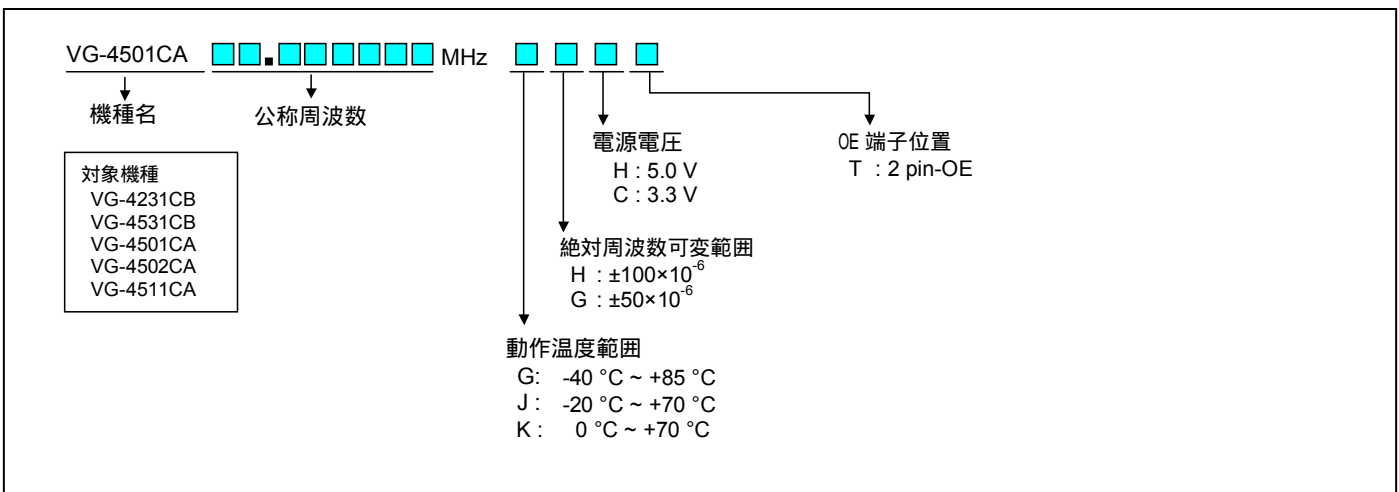 VG-4501CA □□.□□□□□□□MHz □ □ □ □
機種名
公称周波数
対象機種
VG-4231CB
VG-4531CB
VG-4501CA
VG-4502CA
VG-4511CA
電源電圧
H : 5.0 V
C : 3.3 V
OE 端子位置
T : 2 pin-OE
絶対周波数可変範囲
H : ±100×10⁻⁶
G : ±50×10⁻⁶
動作温度範囲
G: -40 °C ~ +85 °C
J : -20 °C ~ +70 °C
K : 0 °C ~ +70 °C